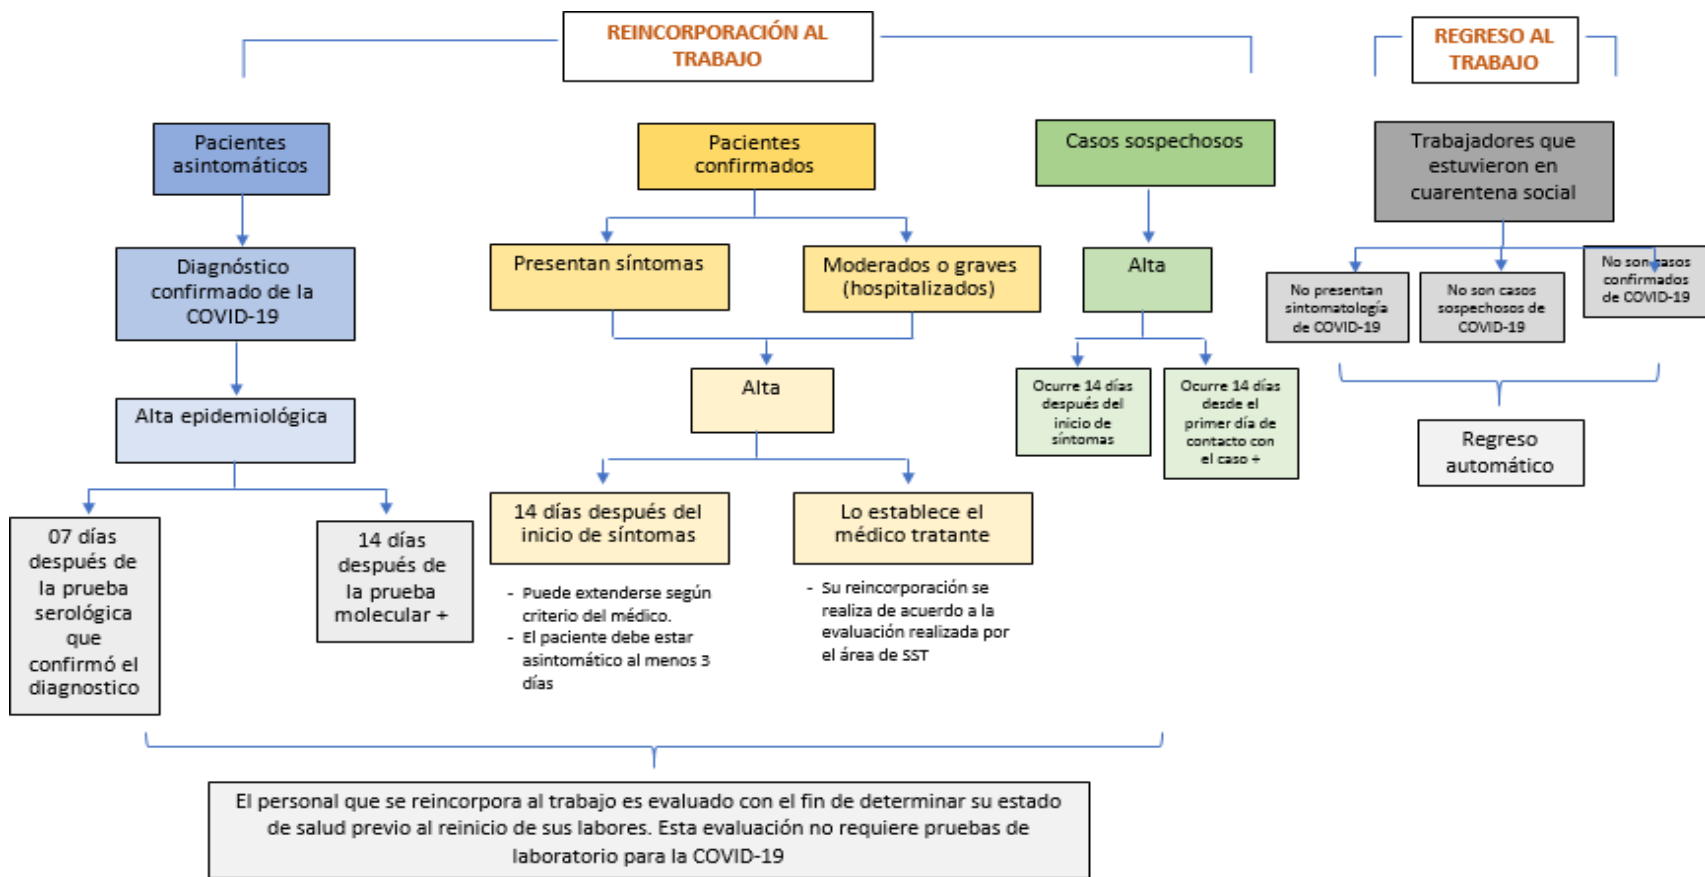 REINCORPORACIÓN AL
TRABAJO
REGRESO AL
TRABAJO
Pacientes
asintomáticos
Pacientes
confirmados
Casos sospechosos
Trabajadores que
estuvieron en
cuarentena social
Diagnóstico
confirmado de la
COVID-19
Presentan síntomas
Moderados o graves
(hospitalizados)
Alta
No presentan
sintomatología
de COVID-19
No son casos
sospechosos de
COVID-19
No son casos
confirmados
de COVID-19
Alta epidemiológica
Alta
Ocurre 14 días
después del
inicio de
síntomas
Ocurre 14 días
desde el
primer día de
contacto con
el caso +
Regreso
automático
07 días
después de
la prueba
serológica
que
confirmó el
diagnostico
14 días
después de
la prueba
molecular +
14 días después del
inicio de síntomas
Lo establece el
médico tratante
- Puede extenderse según
criterio del médico.
- El paciente debe estar
asintomático al menos 3
días
- Su reincorporación se
realiza de acuerdo a la
evaluación realizada por
el área de SST
El personal que se reincorpora al trabajo es evaluado con el fin de determinar su estado
de salud previo al reinicio de sus labores. Esta evaluación no requiere pruebas de
laboratorio para la COVID-19